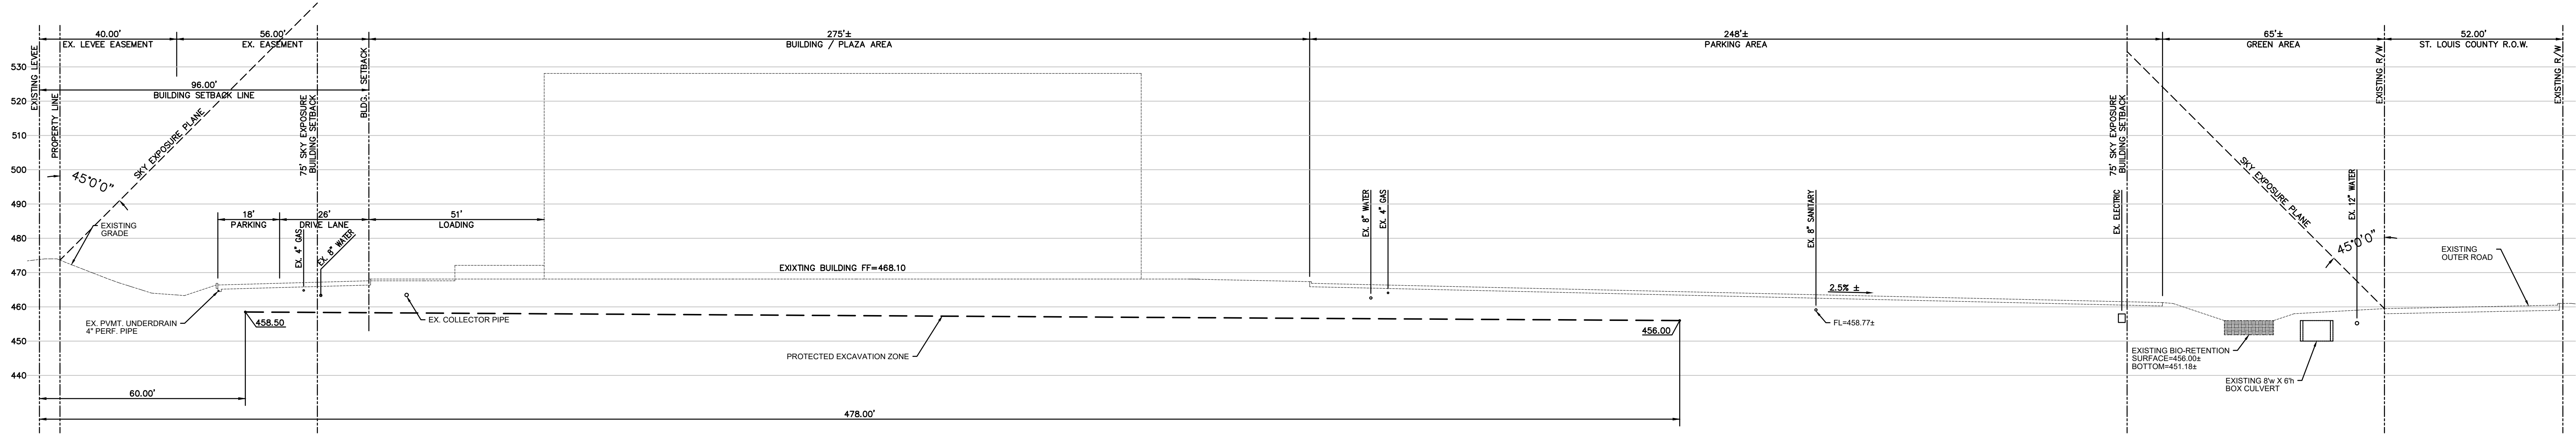 40.00'
EX. LEVEE EASEMENT
56.00'
EX. EASEMENT
275'±
BUILDING / PLAZA AREA
248'±
PARKING AREA
65'±
GREEN AREA
52.00'
ST. LOUIS COUNTY R.O.W.
96.00'
BUILDING SETBACK LINE
530
520
510
500
490
480
470
460
450
440
EXISTING LEVEE
PROPERTY LINE
45°0'0"
SKY EXPOSURE PLANE
75' SKY EXPOSURE
BUILDING SETBACK
BLDG. SETBACK
EXISTING
GRADE
18'
PARKING
26'
DRIVE LANE
51'
LOADING
EX. 4" GAS
EX. 8" WATER
EXIXTING BUILDING FF=468.10
EX. PVMT. UNDERDRAIN
4" PERF. PIPE
458.50
EX. COLLECTOR PIPE
PROTECTED EXCAVATION ZONE
456.00
60.00'
478.00'
EX. 8" WATER
EX. 4" GAS
EX. 8" SANITARY
FL=458.77±
2.5% ±
EX. ELECTRIC
75' SKY EXPOSURE
BUILDING SETBACK
SKY EXPOSURE PLANE
45°0'0"
EX. 12" WATER
EXISTING R/W
EXISTING
OUTER ROAD
EXISTING R/W
EXISTING BIO-RETENTION
SURFACE=456.00±
BOTTOM=451.18±
EXISTING 8'w X 6'h
BOX CULVERT